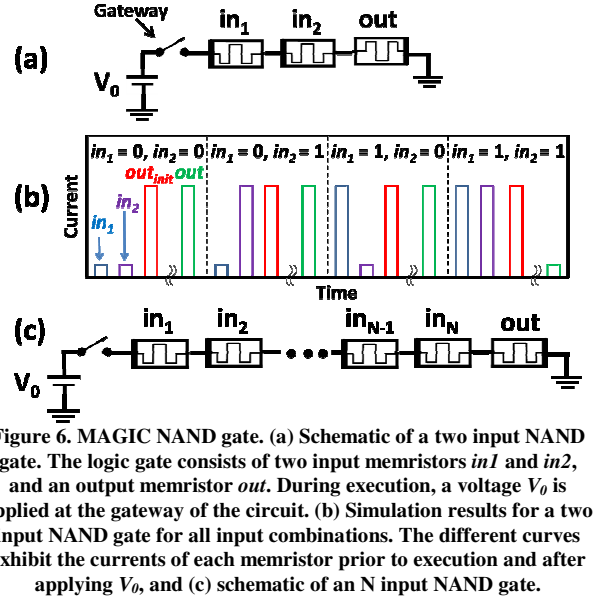 Gateway
in1 in2 out
(a)
V0
in1 = 0, in2 = 0 in1 = 0, in2 = 1 in1 = 1, in2 = 0 in1 = 1, in2 = 1
outinit out
(b)
in1 in2
Current
Time
(c)
in1 in2 inN-1 inN out
V0
igure 6. MAGIC NAND gate. (a) Schematic of a two input NAND
gate. The logic gate consists of two input memristors in1 and in2,
and an output memristor out. During execution, a voltage V0 is
pplied at the gateway of the circuit. (b) Simulation results for a two
nput NAND gate for all input combinations. The different curves
xhibit the currents of each memristor prior to execution and after
applying V0, and (c) schematic of an N input NAND gate.